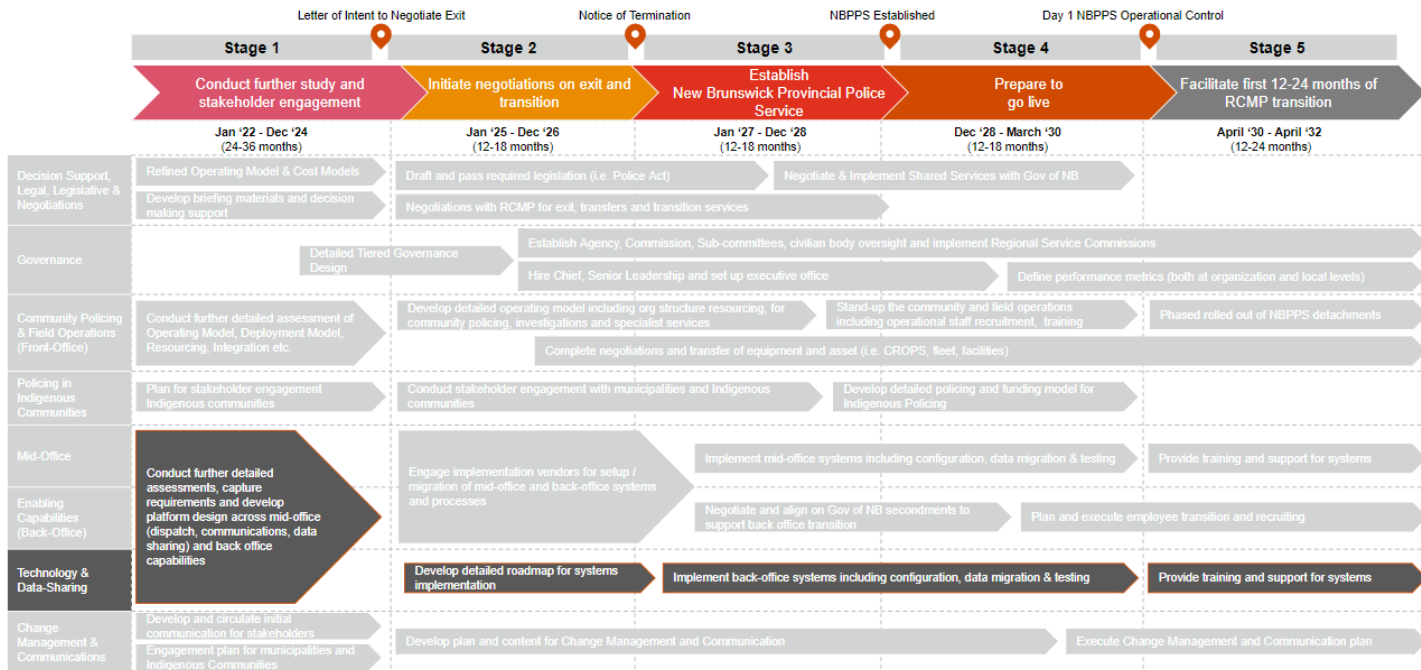 Letter of Intent to Negotiate Exit
Notice of Termination
NBPPS Established
Day 1 NBPPS Operational Control
Stage 1
Stage 2
Stage 3
Stage 4
Stage 5
Conduct further study and
stakeholder engagement
Initiate negotiations on exit and
transition
Establish
New Brunswick Provincial Police
Service
Prepare to
go live
Facilitate first 12-24 months of
RCMP transition
Jan ‘22 - Dec ‘24
(24-36 months)
Jan ‘25 - Dec ‘26
(12-18 months)
Jan ‘27 - Dec ‘28
(12-18 months)
Dec ‘28 - March ‘30
(12-18 months)
April ‘30 - April ‘32
(12-24 months)
Decision Support,
Legal, Legislative &
Negotiations
Refined Operating Model & Cost Models
Develop briefing materials and decision
making support
Draft and pass required legislation (i.e. Police Act)
Negotiations with RCMP for exit, transfers and transition services
Negotiate & Implement Shared Services with Gov of NB
Governance
Detailed Tiered Governance
Design
Establish Agency, Commission, Sub-committees, civilian body oversight and implement Regional Service Commissions
Hire Chief, Senior Leadership and set up executive office
Define performance metrics (both at organization and local levels)
Community Policing
& Field Operations
(Front-Office)
Conduct further detailed assessment of
Operating Model, Deployment Model,
Resourcing, Integration etc.
Develop detailed operating model including org structure resourcing, for
community policing, investigations and specialist services
Stand-up the community and field operations
including operational staff recruitment, training
Phased rolled out of NBPPS detachments
Complete negotiations and transfer of equipment and asset (i.e. CROPS, fleet, facilities)
Policing in
Indigenous
Communities
Plan for stakeholder engagement
Indigenous communities
Conduct stakeholder engagement with municipalities and Indigenous
communities
Develop detailed policing and funding model for
Indigenous Policing
Mid-Office
Enabling
Capabilities
(Back-Office)
Technology &
Data-Sharing
Conduct further detailed
assessments, capture
requirements and develop
platform design across mid-office
(dispatch, communications, data
sharing) and back office
capabilities
Engage implementation vendors for setup /
migration of mid-office and back-office systems
and processes
Implement mid-office systems including configuration, data migration & testing
Provide training and support for systems
Negotiate and align on Gov of NB secondments to
support back office transition
Plan and execute employee transition and recruiting
Develop detailed roadmap for systems
implementation
Implement back-office systems including configuration, data migration & testing
Provide training and support for systems
Change
Management &
Communications
Develop and circulate initial
communication for stakeholders
Engagement plan for municipalities and
Indigenous Communities
Develop plan and content for Change Management and Communication
Execute Change Management and Communication plan